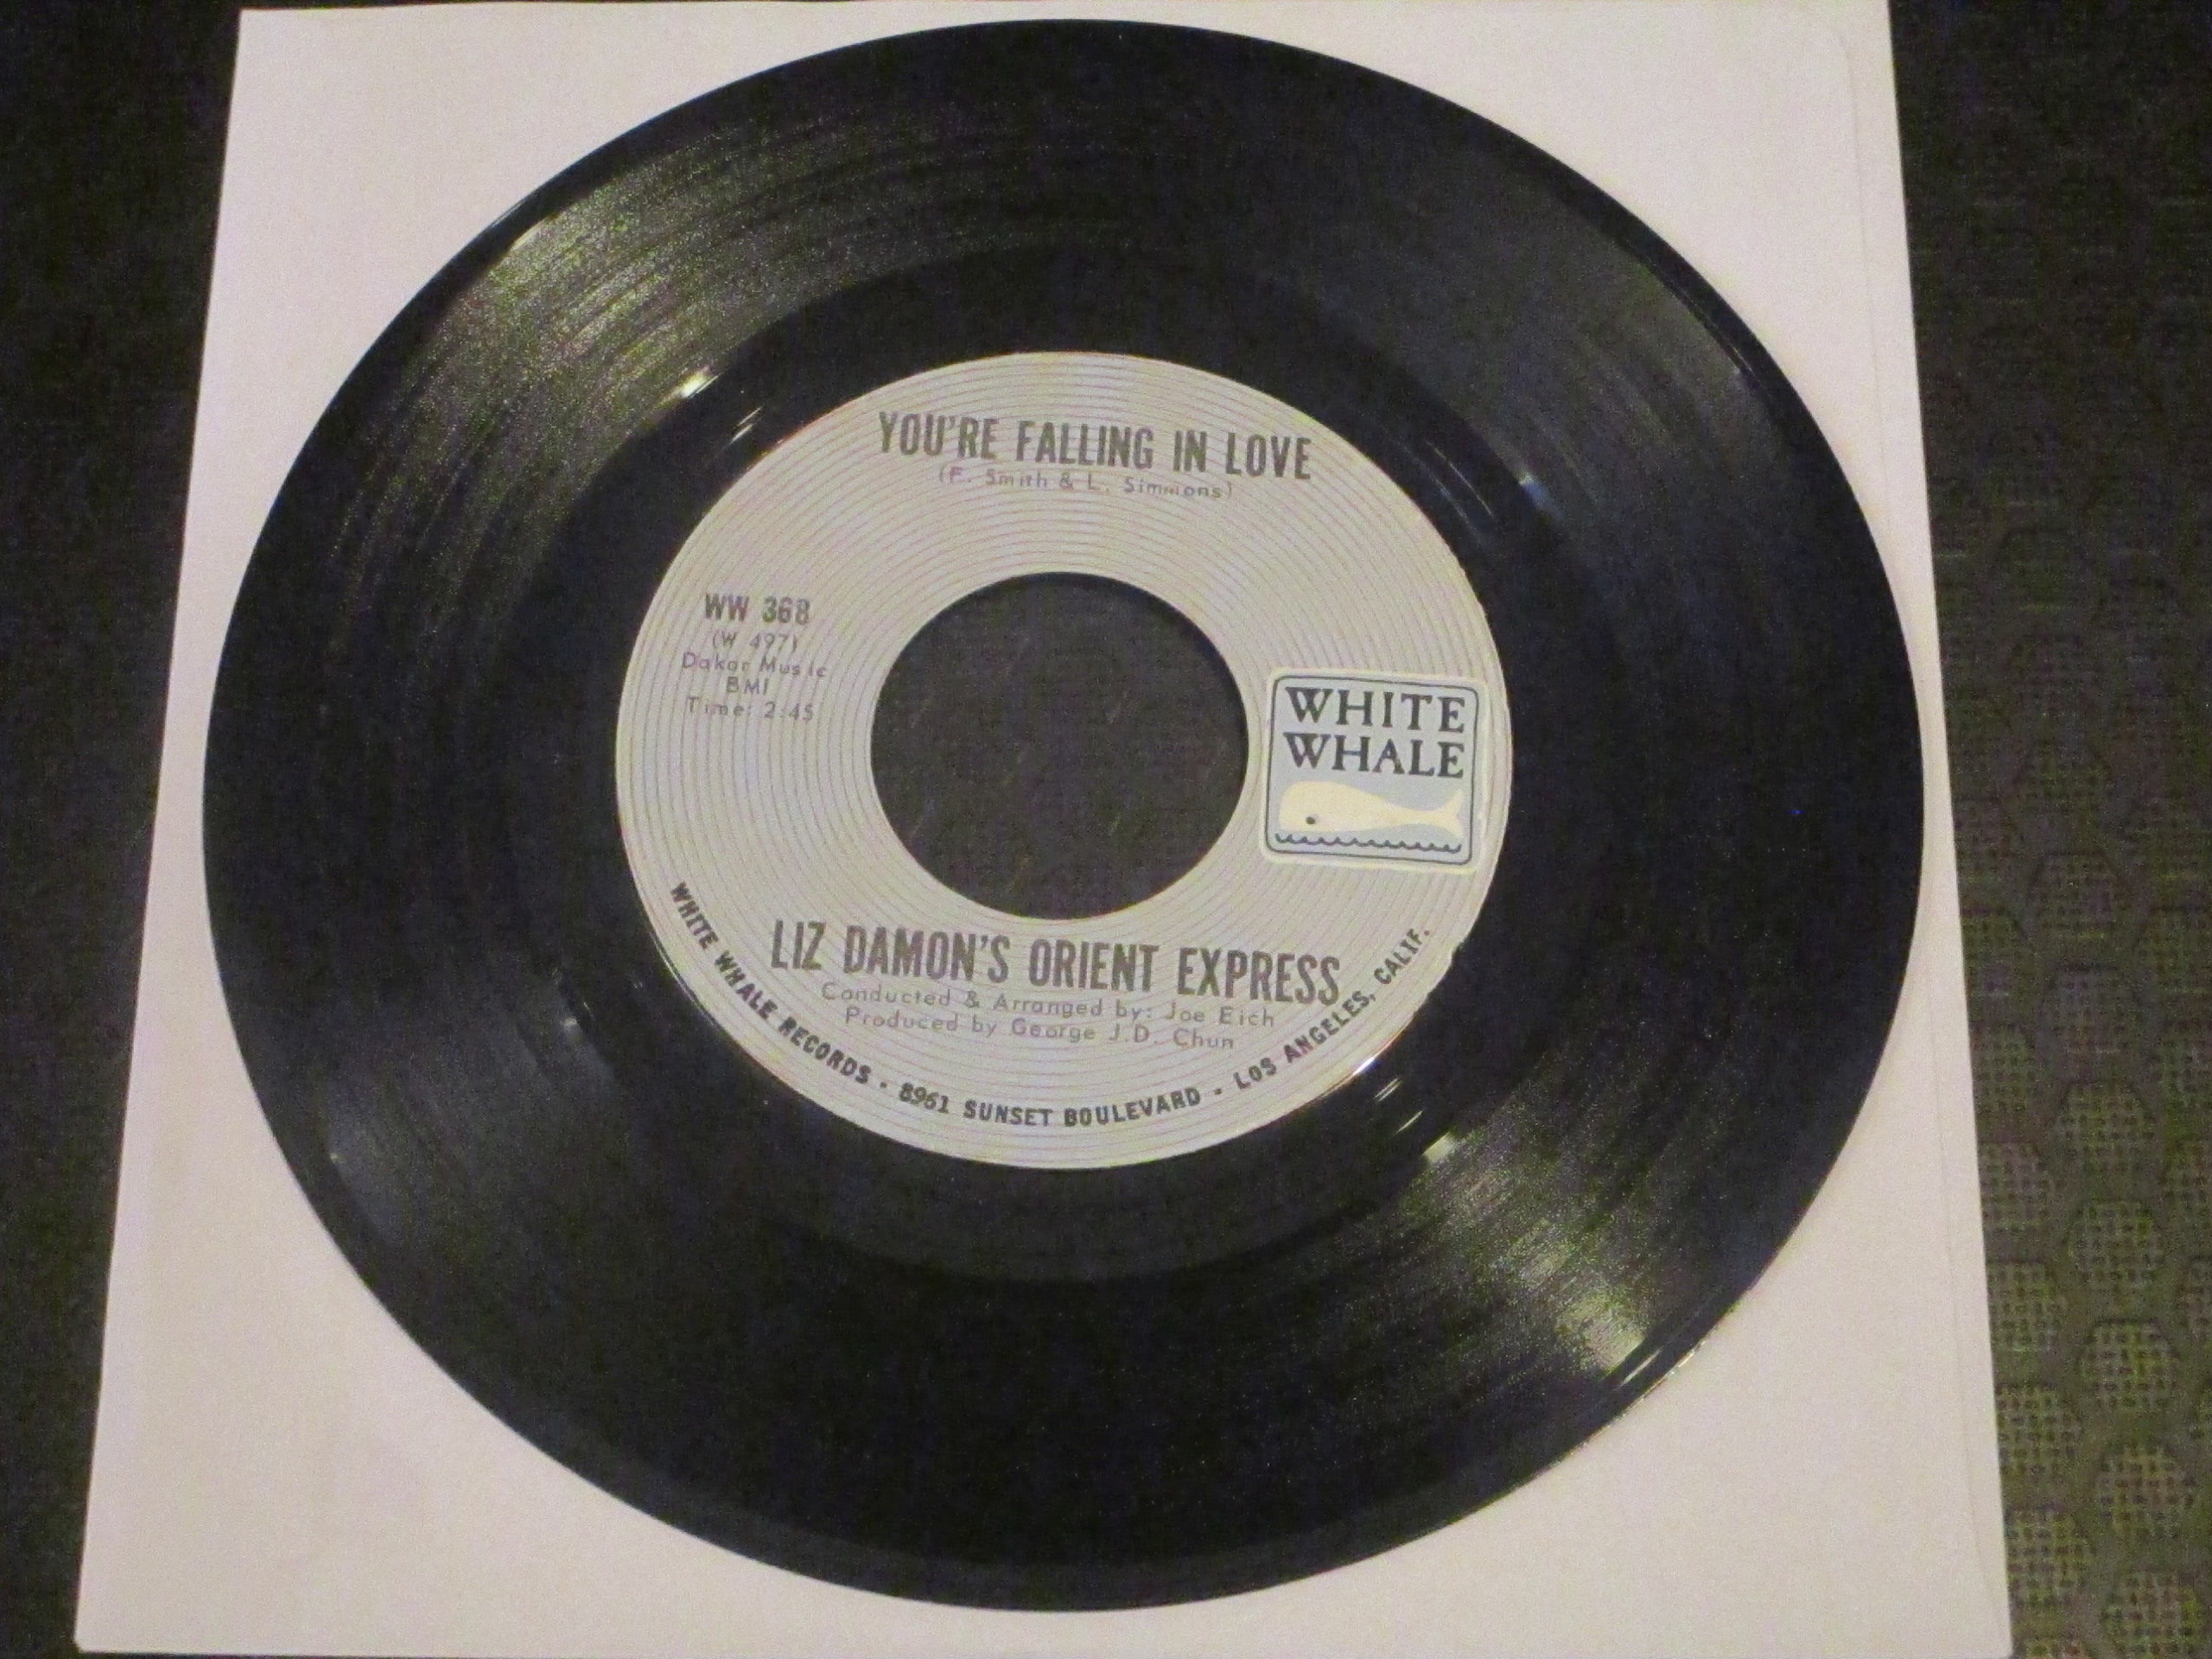 YOU'RE FALLING IN LOVE
(F. Smith & L. Simmons)
WW 368
(W 497)
Dakar Music
BMI
Time: 2:45
WHITE
WHALE
LIZ DAMON'S ORIENT EXPRESS
Conducted & Arranged by: Joe Eich
Produced by George J.D. Chun
WHITE WHALE RECORDS • 8961 SUNSET BOULEVARD • LOS ANGELES, CALIF.